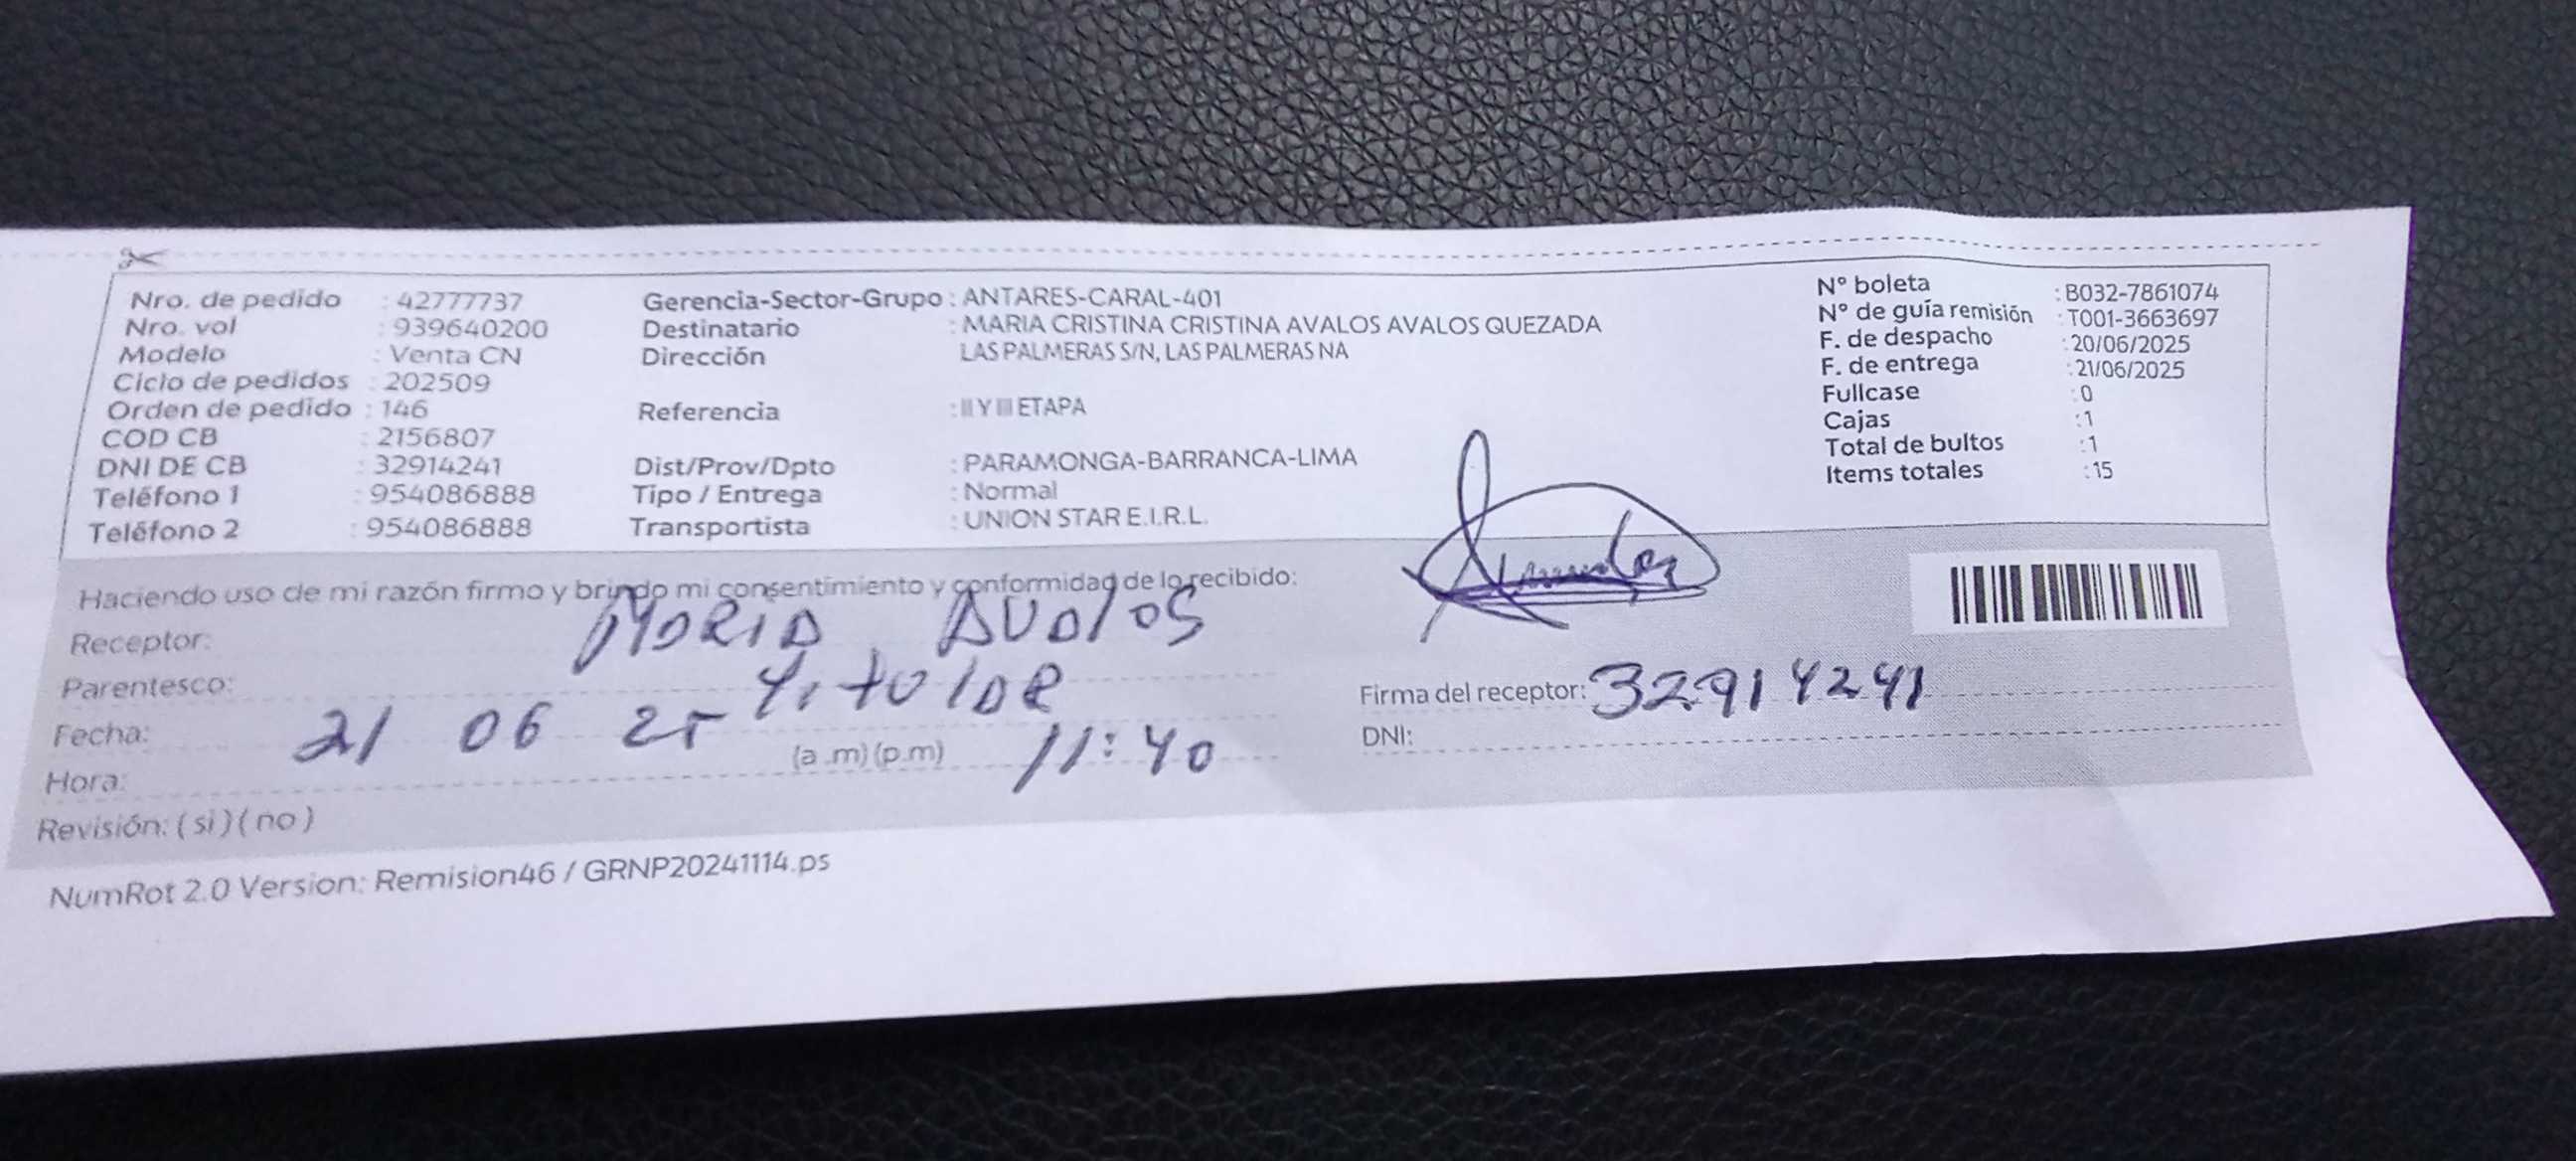 Nro. de pedido : 42777737
Nro. vol : 939640200
Modelo : Venta CN
Ciclo de pedidos : 202509
Orden de pedido : 146
COD CB : 2156807
DNI DE CB : 32914241
Teléfono 1 : 954086888
Teléfono 2 : 954086888
Gerencia-Sector-Grupo : ANTARES-CARAL-401
Destinatario : MARIA CRISTINA CRISTINA AVALOS AVALOS QUEZADA
Dirección LAS PALMERAS S/N, LAS PALMERAS NA
Referencia : II Y III ETAPA
Dist/Prov/Dpto : PARAMONGA-BARRANCA-LIMA
Tipo / Entrega : Normal
Transportista : UNION STAR E.I.R.L.
N° boleta : B032-7861074
N° de guía remisión : T001-3663697
F. de despacho : 20/06/2025
F. de entrega : 21/06/2025
Fullcase : 0
Cajas : 1
Total de bultos : 1
Items totales : 15
Haciendo uso de mi razón firmo y brindo mi consentimiento y conformidad de lo recibido:
Receptor: MARIA AVALOS
Parentesco: TITULAR
Fecha: 21 06 25
Hora: (a .m) (p.m) 11:40
Revisión: ( si ) ( no )
Firma del receptor: 32914241
DNI:
NumRot 2.0 Version: Remision46 / GRNP20241114.ps